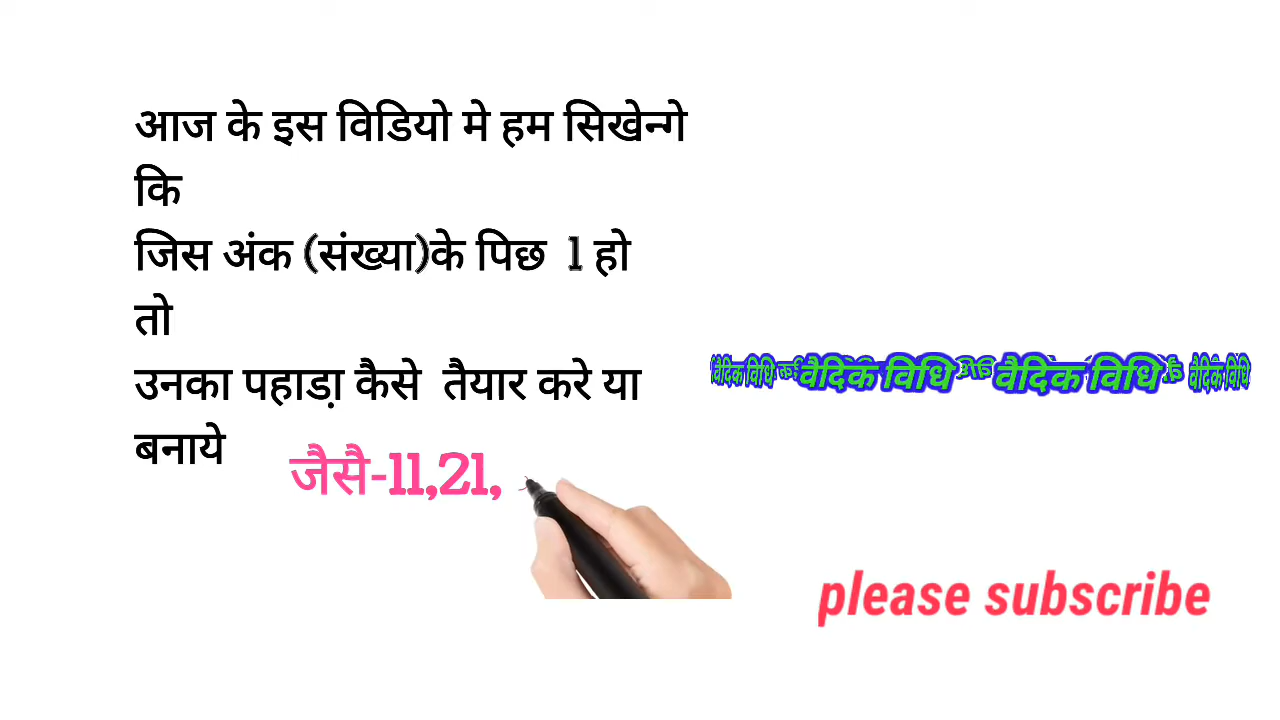 आज के इस विडियो मे हम सिखेन्गे
कि
जिस अंक (संख्या)के पिछ 1 हो
तो
उनका पहाडा़ कैसे तैयार करे या
बनाये
जैसै-11,21,
वैदिक विधि वैदिक विधि वैदिक विधि वैदिक विधि
please subscribe